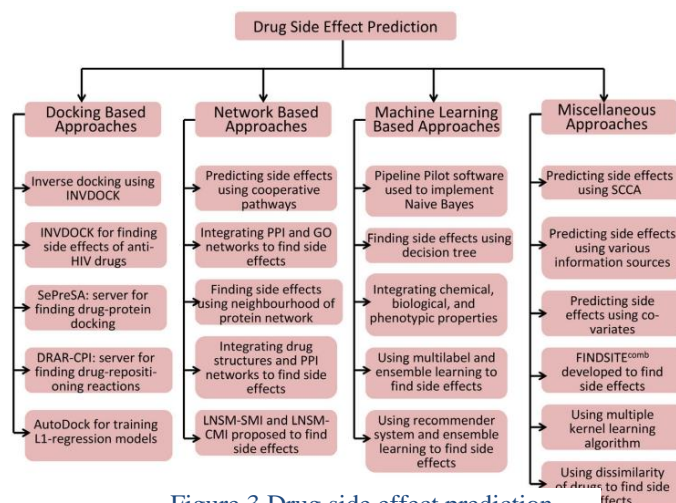 Drug Side Effect Prediction
Docking Based
Approaches
Inverse docking using
INVDOCK
INVDOCK for finding
side effects of anti-
HIV drugs
SePreSA: server for
finding drug-protein
docking
DRAR-CPI: server for
finding drug-repositi-
oning reactions
AutoDock for training
L1-regression models
Network Based
Approaches
Predicting side effects
using cooperative
pathways
Integrating PPI and GO
networks to find side
effects
Finding side effects
using neighbourhood of
protein network
Integrating drug
structures and PPI
networks to find side
effects
LNSM-SMI and LNSM-
CMI proposed to find
side effects
Machine Learning
Based Approaches
Pipeline Pilot software
used to implement
Naive Bayes
Finding side effects using
decision tree
Integrating chemical,
biological, and
phenotypic properties
Using multilabel and
ensemble learning to
find side effects
Using recommender
system and ensemble
learning to find side
effects
Miscellaneous
Approaches
Predicting side effects
using SCCA
Predicting side effects
using various
information sources
Predicting side
effects using co-
variates
FINDSITEcomb
developed to find
side effects
Using multiple
kernel learning
algorithm
Using dissimilarity
of drugs to find side
effects
Figure 3 Drug side effect prediction